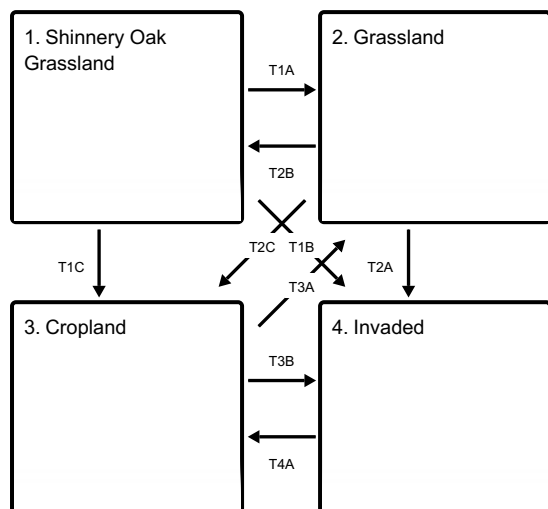 1. Shinnery Oak
Grassland
2. Grassland
T1A
T2B
T2C
T1B
T1C
T2A
T3A
3. Cropland
4. Invaded
T3B
T4A